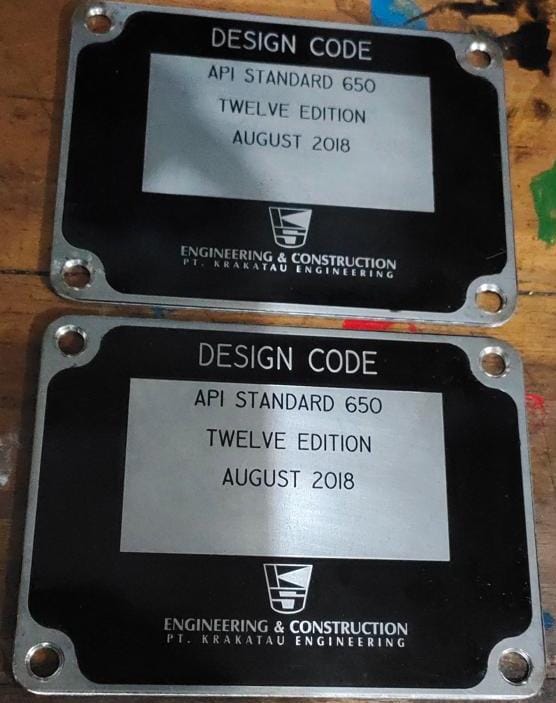 DESIGN CODE
API STANDARD 650
TWELVE EDITION
AUGUST 2018
ENGINEERING & CONSTRUCTION
PT. KRAKATAU ENGINEERING
DESIGN CODE
API STANDARD 650
TWELVE EDITION
AUGUST 2018
ENGINEERING & CONSTRUCTION
PT. KRAKATAU ENGINEERING